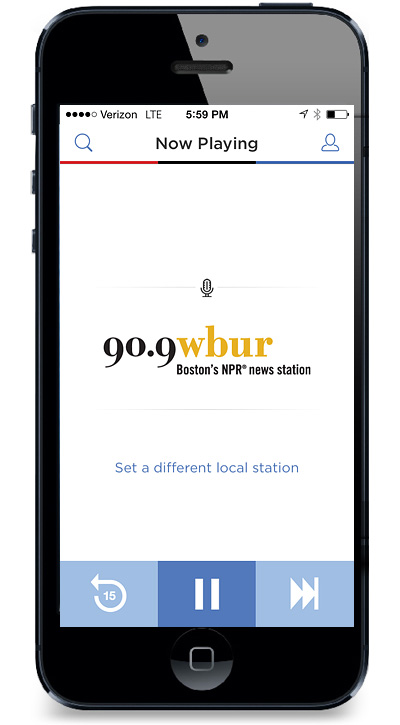 Verizon LTE 5:59 PM
Now Playing
90.9wbur
Boston's NPR® news station
Set a different local station
15